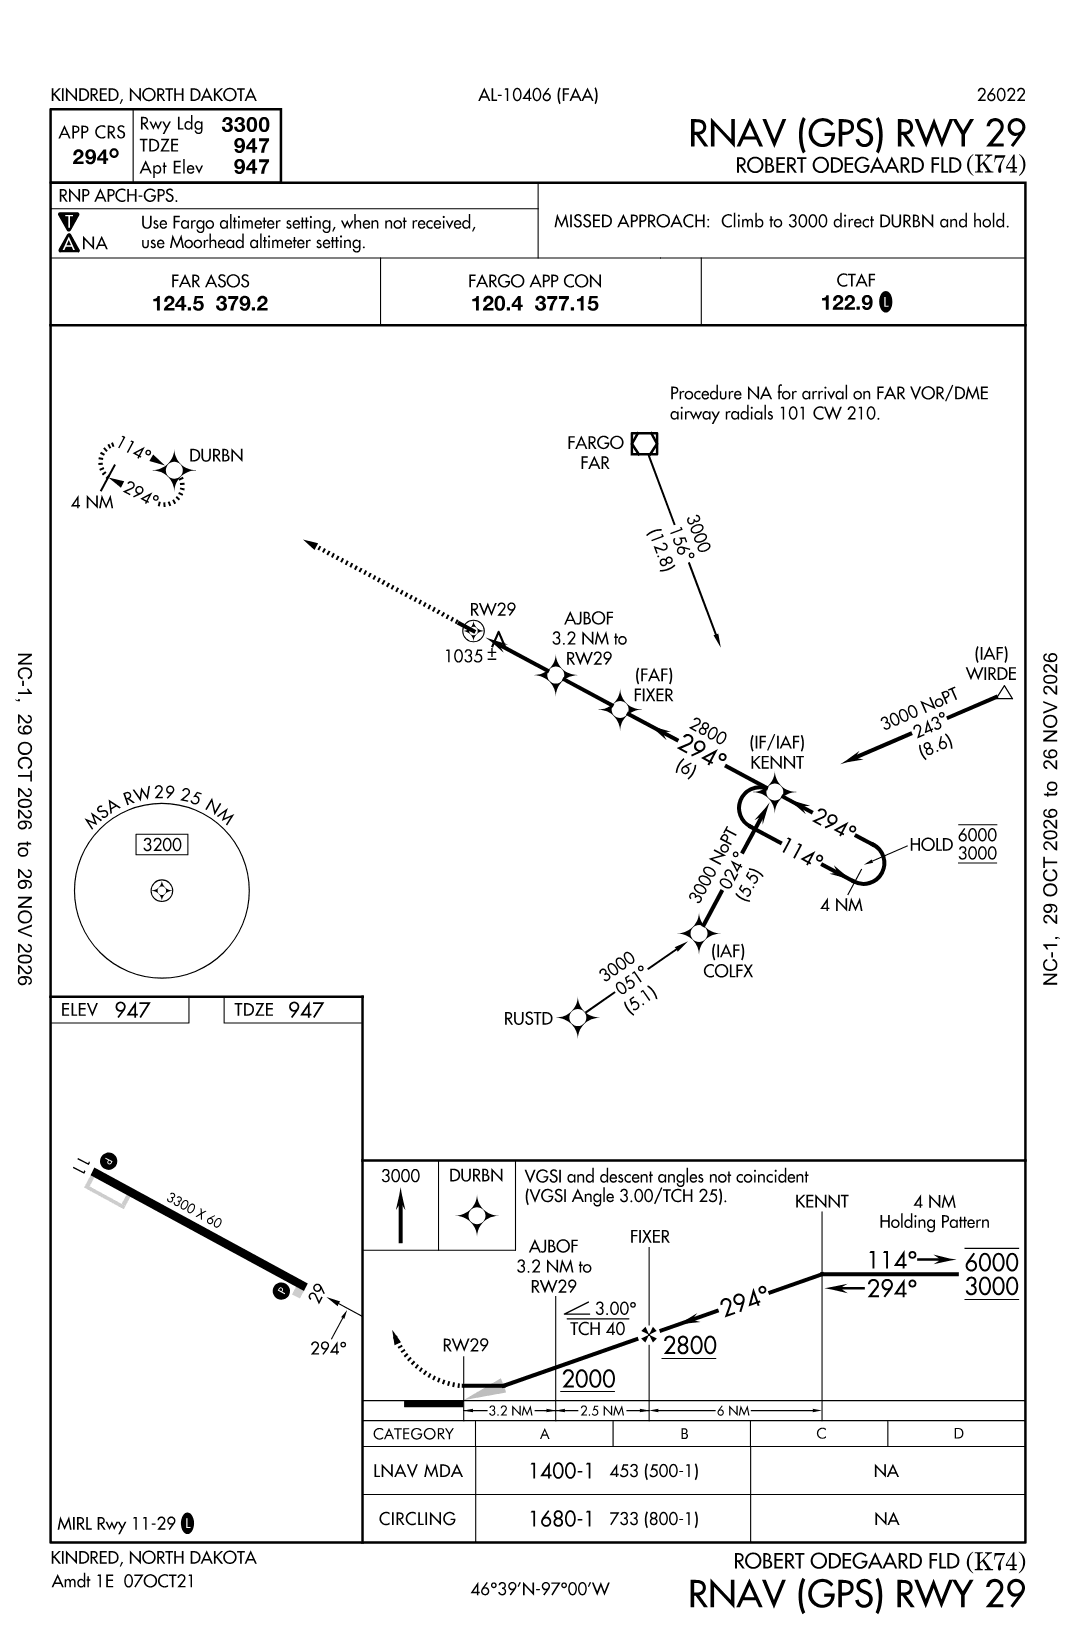 KINDRED, NORTH DAKOTA
AL-10406 (FAA)
26022
APP CRS
294°
Rwy Ldg 3300
TDZE 947
Apt Elev 947
RNAV (GPS) RWY 29
ROBERT ODEGAARD FLD (K74)
RNP APCH-GPS.
T
A NA
Use Fargo altimeter setting, when not received,
use Moorhead altimeter setting.
MISSED APPROACH: Climb to 3000 direct DURBN and hold.
FAR ASOS
124.5 379.2
FARGO APP CON
120.4 377.15
CTAF
122.9 L
Procedure NA for arrival on FAR VOR/DME
airway radials 101 CW 210.
FARGO
FAR
3000
156°
(12.8)
114°
DURBN
294°
4 NM
RW29
1035 ±
AJBOF
3.2 NM to
RW29
(FAF)
FIXER
2800
294°
(6)
(IF/IAF)
KENNT
(IAF)
WIRDE
3000 NoPT
243°
(8.6)
294°
114°
HOLD 6000
3000
4 NM
3000 NoPT
024°
(5.5)
(IAF)
COLFX
3000
051°
(5.1)
RUSTD
MSA RW29 25 NM
3200
NC-1, 29 OCT 2026 to 26 NOV 2026
NC-1, 29 OCT 2026 to 26 NOV 2026
ELEV 947
TDZE 947
11
P
3300 X 60
P
29
294°
MIRL Rwy 11-29 L
3000
DURBN
VGSI and descent angles not coincident
(VGSI Angle 3.00/TCH 25).
KENNT
4 NM
Holding Pattern
FIXER
AJBOF
3.2 NM to
RW29
114°
6000
294°
3000
294°
3.00°
TCH 40
2800
RW29
2000
3.2 NM
2.5 NM
6 NM
CATEGORY A B C D
LNAV MDA 1400-1 453 (500-1) NA
CIRCLING 1680-1 733 (800-1) NA
KINDRED, NORTH DAKOTA
Amdt 1E 07OCT21
46°39'N-97°00'W
ROBERT ODEGAARD FLD (K74)
RNAV (GPS) RWY 29